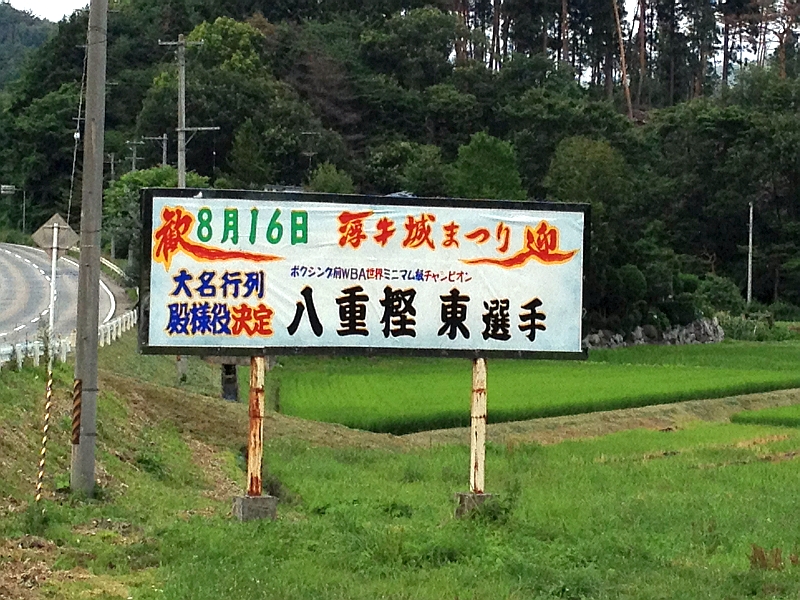 歓 8月16日 浮牛城まつり 迎
ボクシング前WBA世界ミニマム級チャンピオン
大名行列
殿様役決定 八重樫 東 選手